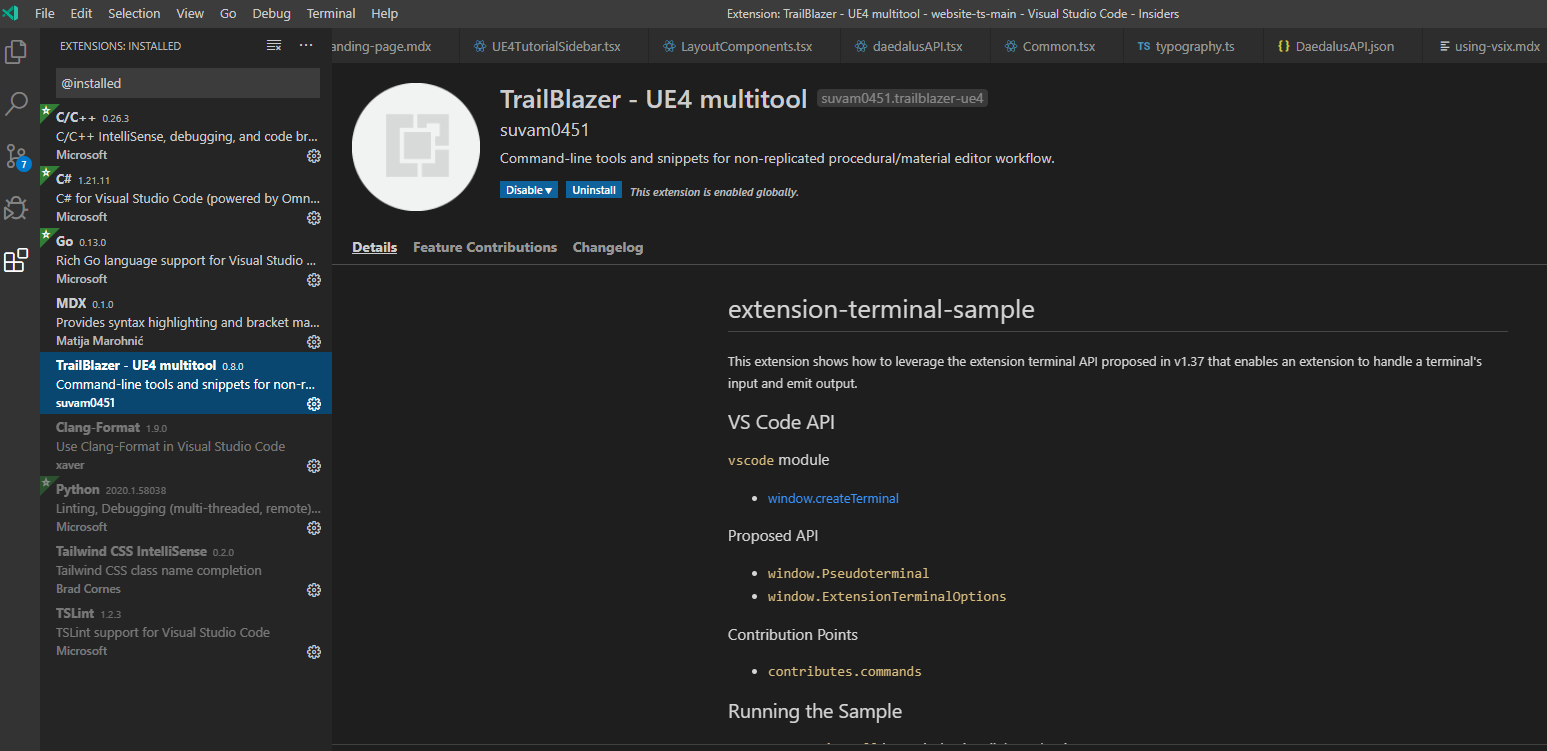 File Edit Selection View Go Debug Terminal Help
Extension: TrailBlazer - UE4 multitool - website-ts-main - Visual Studio Code - Insiders
EXTENSIONS: INSTALLED
@installed
C/C++ 0.26.3
C/C++ IntelliSense, debugging, and code br...
Microsoft
C# 1.21.11
C# for Visual Studio Code (powered by Omn...
Microsoft
Go 0.13.0
Rich Go language support for Visual Studio ...
Microsoft
MDX 0.1.0
Provides syntax highlighting and bracket ma...
Matija Marohnić
TrailBlazer - UE4 multitool 0.8.0
Command-line tools and snippets for non-r...
suvam0451
Clang-Format 1.9.0
Use Clang-Format in Visual Studio Code
xaver
Python 2020.1.58038
Linting, Debugging (multi-threaded, remote)...
Microsoft
Tailwind CSS IntelliSense 0.2.0
Tailwind CSS class name completion
Brad Cornes
TSLint 1.2.3
TSLint support for Visual Studio Code
Microsoft
7
anding-page.mdx UE4TutorialSidebar.tsx LayoutComponents.tsx daedalusAPI.tsx Common.tsx TS typography.ts {} DaedalusAPI.json using-vsix.mdx
TrailBlazer - UE4 multitool suvam0451.trailblazer-ue4
suvam0451
Command-line tools and snippets for non-replicated procedural/material editor workflow.
Disable Uninstall This extension is enabled globally.
Details Feature Contributions Changelog
extension-terminal-sample
This extension shows how to leverage the extension terminal API proposed in v1.37 that enables an extension to handle a terminal's
input and emit output.
VS Code API
vscode module
• window.createTerminal
Proposed API
• window.Pseudoterminal
• window.ExtensionTerminalOptions
Contribution Points
• contributes.commands
Running the Sample